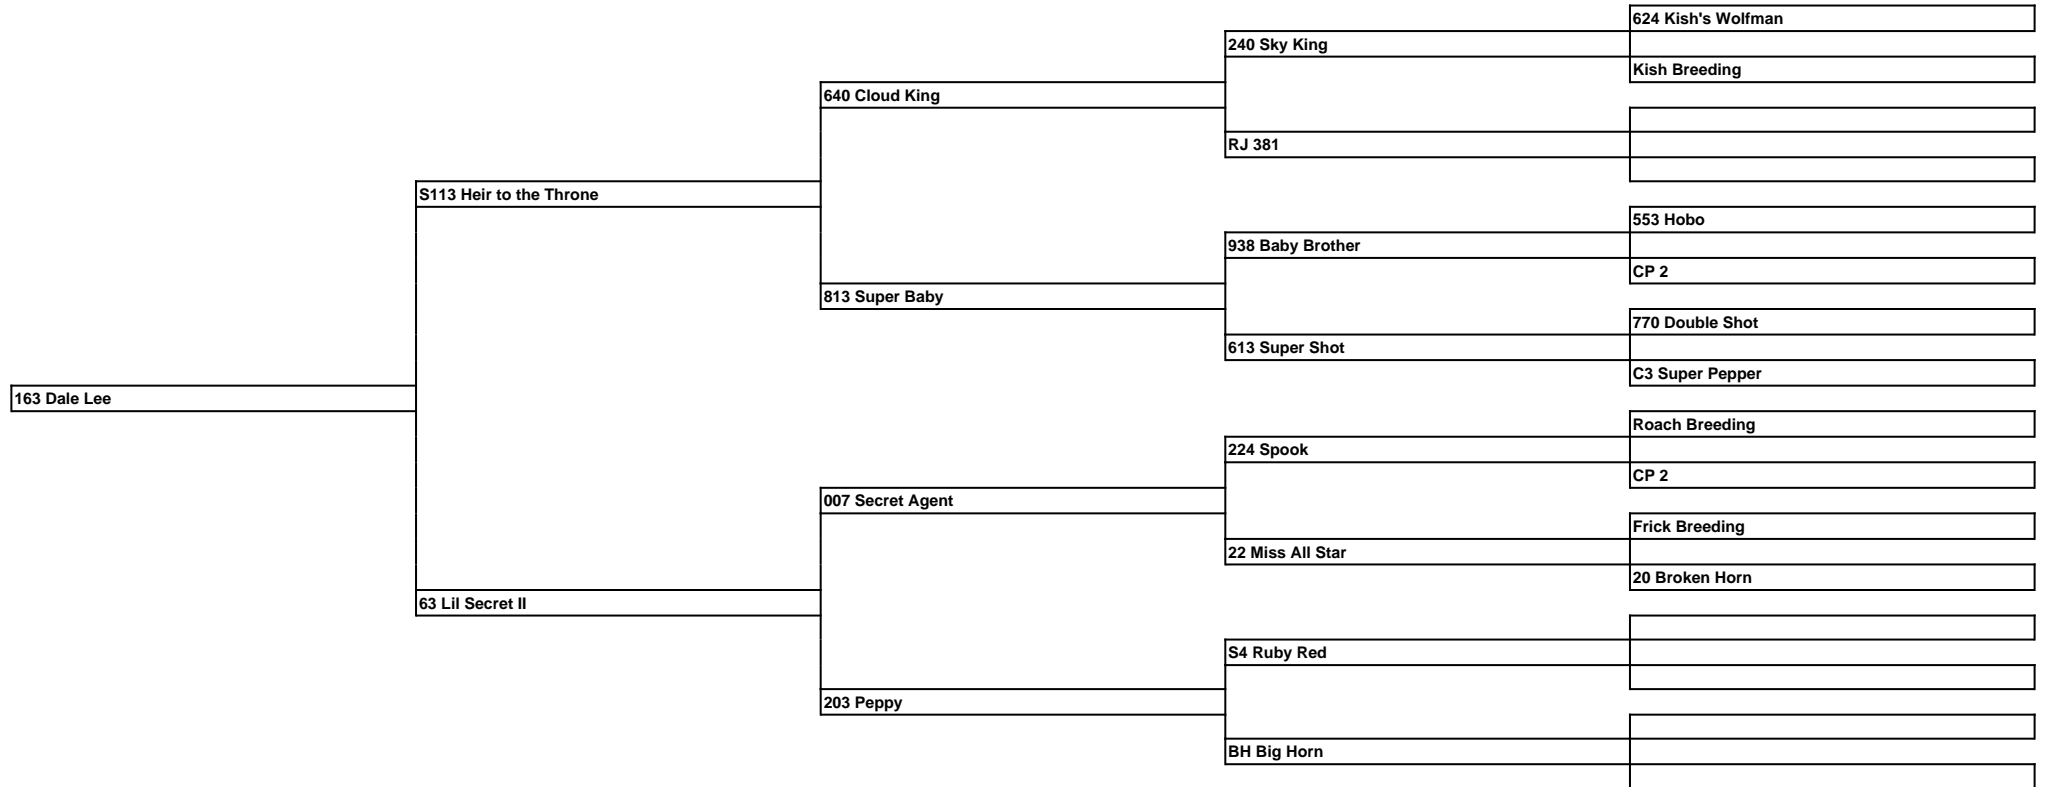 624 Kish's Wolfman
240 Sky King
Kish Breeding
640 Cloud King
RJ 381
S113 Heir to the Throne
553 Hobo
938 Baby Brother
CP 2
813 Super Baby
770 Double Shot
613 Super Shot
C3 Super Pepper
163 Dale Lee
Roach Breeding
224 Spook
CP 2
007 Secret Agent
Frick Breeding
22 Miss All Star
20 Broken Horn
63 Lil Secret II
S4 Ruby Red
203 Peppy
BH Big Horn